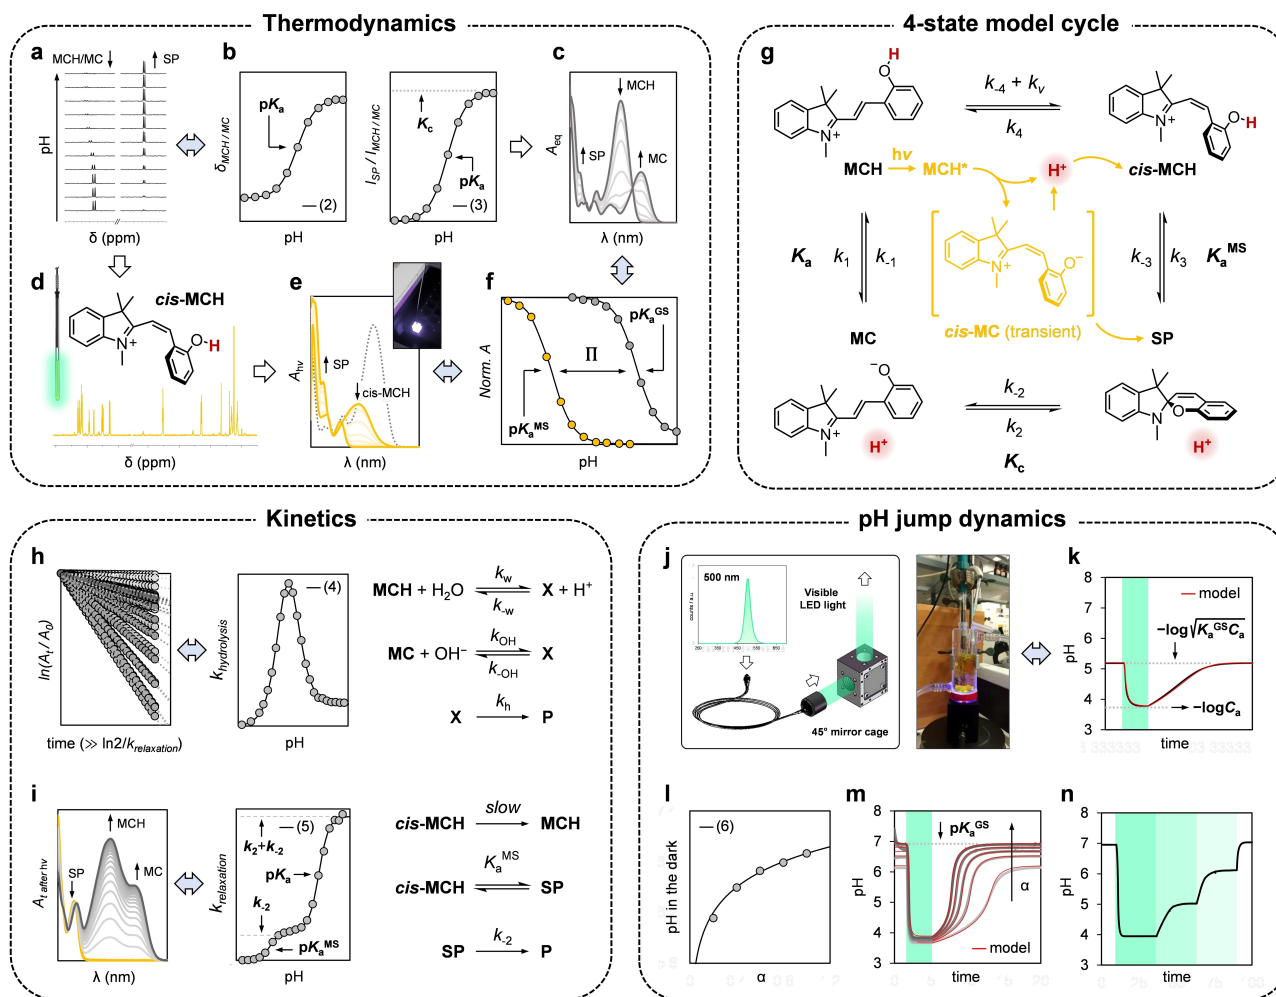 Thermodynamics
a
MCH/MC ↓ ↑ SP
pH
δ (ppm)
b
pKa
δMCH / MC
(2)
pH
Kc
ISP / IMCH / MC
pKa
(3)
pH
c
MCH
SP
MC
Aeq
λ (nm)
d
cis-MCH
N+
O
H
δ (ppm)
e
SP
cis-MCH
Ahν
λ (nm)
f
pKaGS
Π
pKaMS
Norm. A
pH
4-state model cycle
g
H
O
N+
MCH
k-4 + kv
k4
N+
O–H
cis-MCH
hν
MCH*
H+
Ka
k1
k-1
N+
O−
cis-MC (transient)
k-3
k3
KaMS
MC
SP
−O
N+
H+
k-2
k2
Kc
N
O
H+
Kinetics
h
ln(At / A0)
time (≫ ln2/krelaxation)
khydrolysis
(4)
pH
MCH + H2O
kw
k-w
X + H+
MC + OH−
kOH
k-OH
X
X
kh
P
i
At after hν
MCH
SP
MC
λ (nm)
krelaxation
(5)
k2+k-2
pKa
k-2
pKaMS
pH
cis-MCH
slow
MCH
cis-MCH
KaMS
SP
SP
k-2
P
pH jump dynamics
j
500 nm
Visible
LED light
45° mirror cage
k
8
7
6
5
4
3
pH
model
−log√KaGSCa
−logCa
time
l
(6)
pH in the dark
α
m
8
7
6
5
4
3
pH
pKaGS
α
model
time
n
8
7
6
5
4
3
pH
time